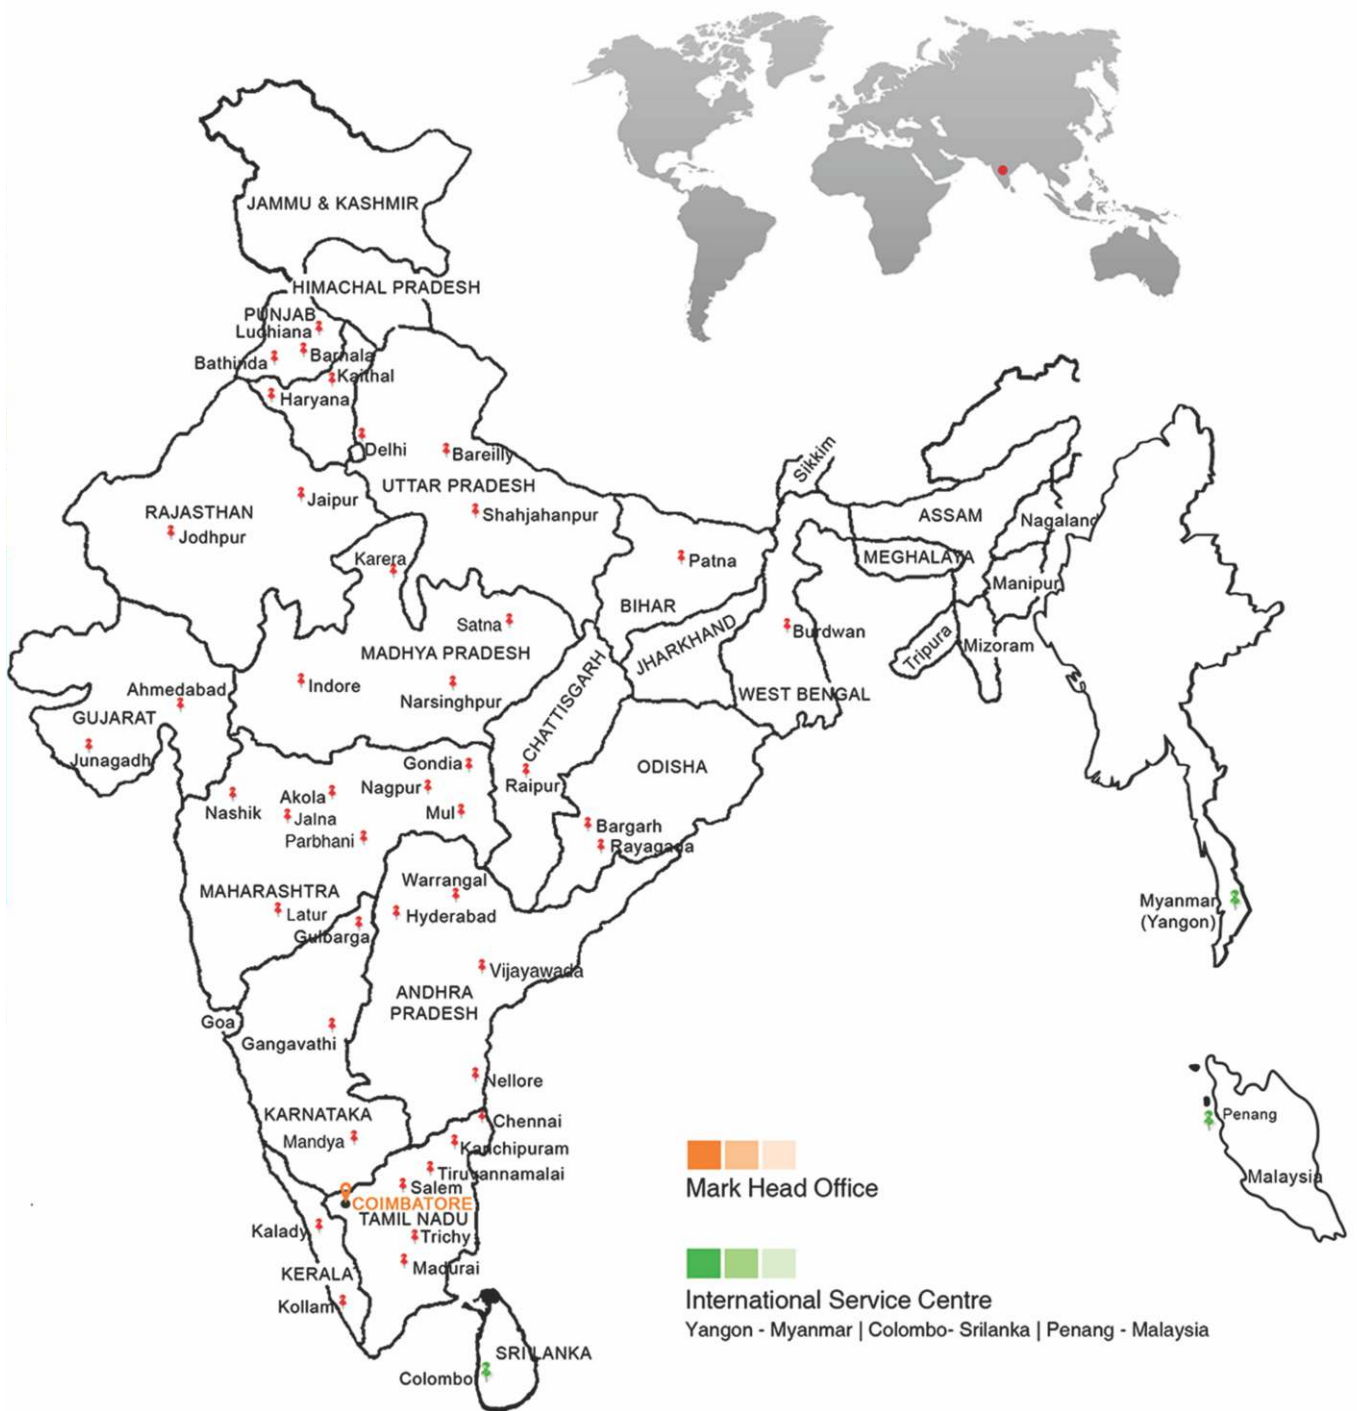 JAMMU & KASHMIR
HIMACHAL PRADESH
PUNJAB
Ludhiana
Barnala
Bathinda
Kaithal
Haryana
Delhi
Bareilly
Sikkim
UTTAR PRADESH
Jaipur
RAJASTHAN
Shahjahanpur
ASSAM
Nagaland
Jodhpur
Karera
Patna
MEGHALAYA
Manipur
BIHAR
Satna
Burdwan
JHARKHAND
Tripura
Mizoram
MADHYA PRADESH
Indore
Ahmedabad
Narsinghpur
CHATTISGARH
WEST BENGAL
GUJARAT
Junagadh
Gondia
ODISHA
Nagpur
Raipur
Akola
Nashik
Jalna
Mul
Bargarh
Parbhani
Rayagada
Warrangal
MAHARASHTRA
Latur
Hyderabad
Myanmar
(Yangon)
Gulbarga
Vijayawada
ANDHRA
PRADESH
Goa
Gangavathi
Nellore
KARNATAKA
Chennai
Penang
Mandya
Kanchipuram
Tiruvannamalai
Malaysia
Salem
Mark Head Office
COIMBATORE
TAMIL NADU
Kalady
Trichy
Madurai
KERALA
Kollam
International Service Centre
Yangon - Myanmar | Colombo- Srilanka | Penang - Malaysia
SRI LANKA
Colombo